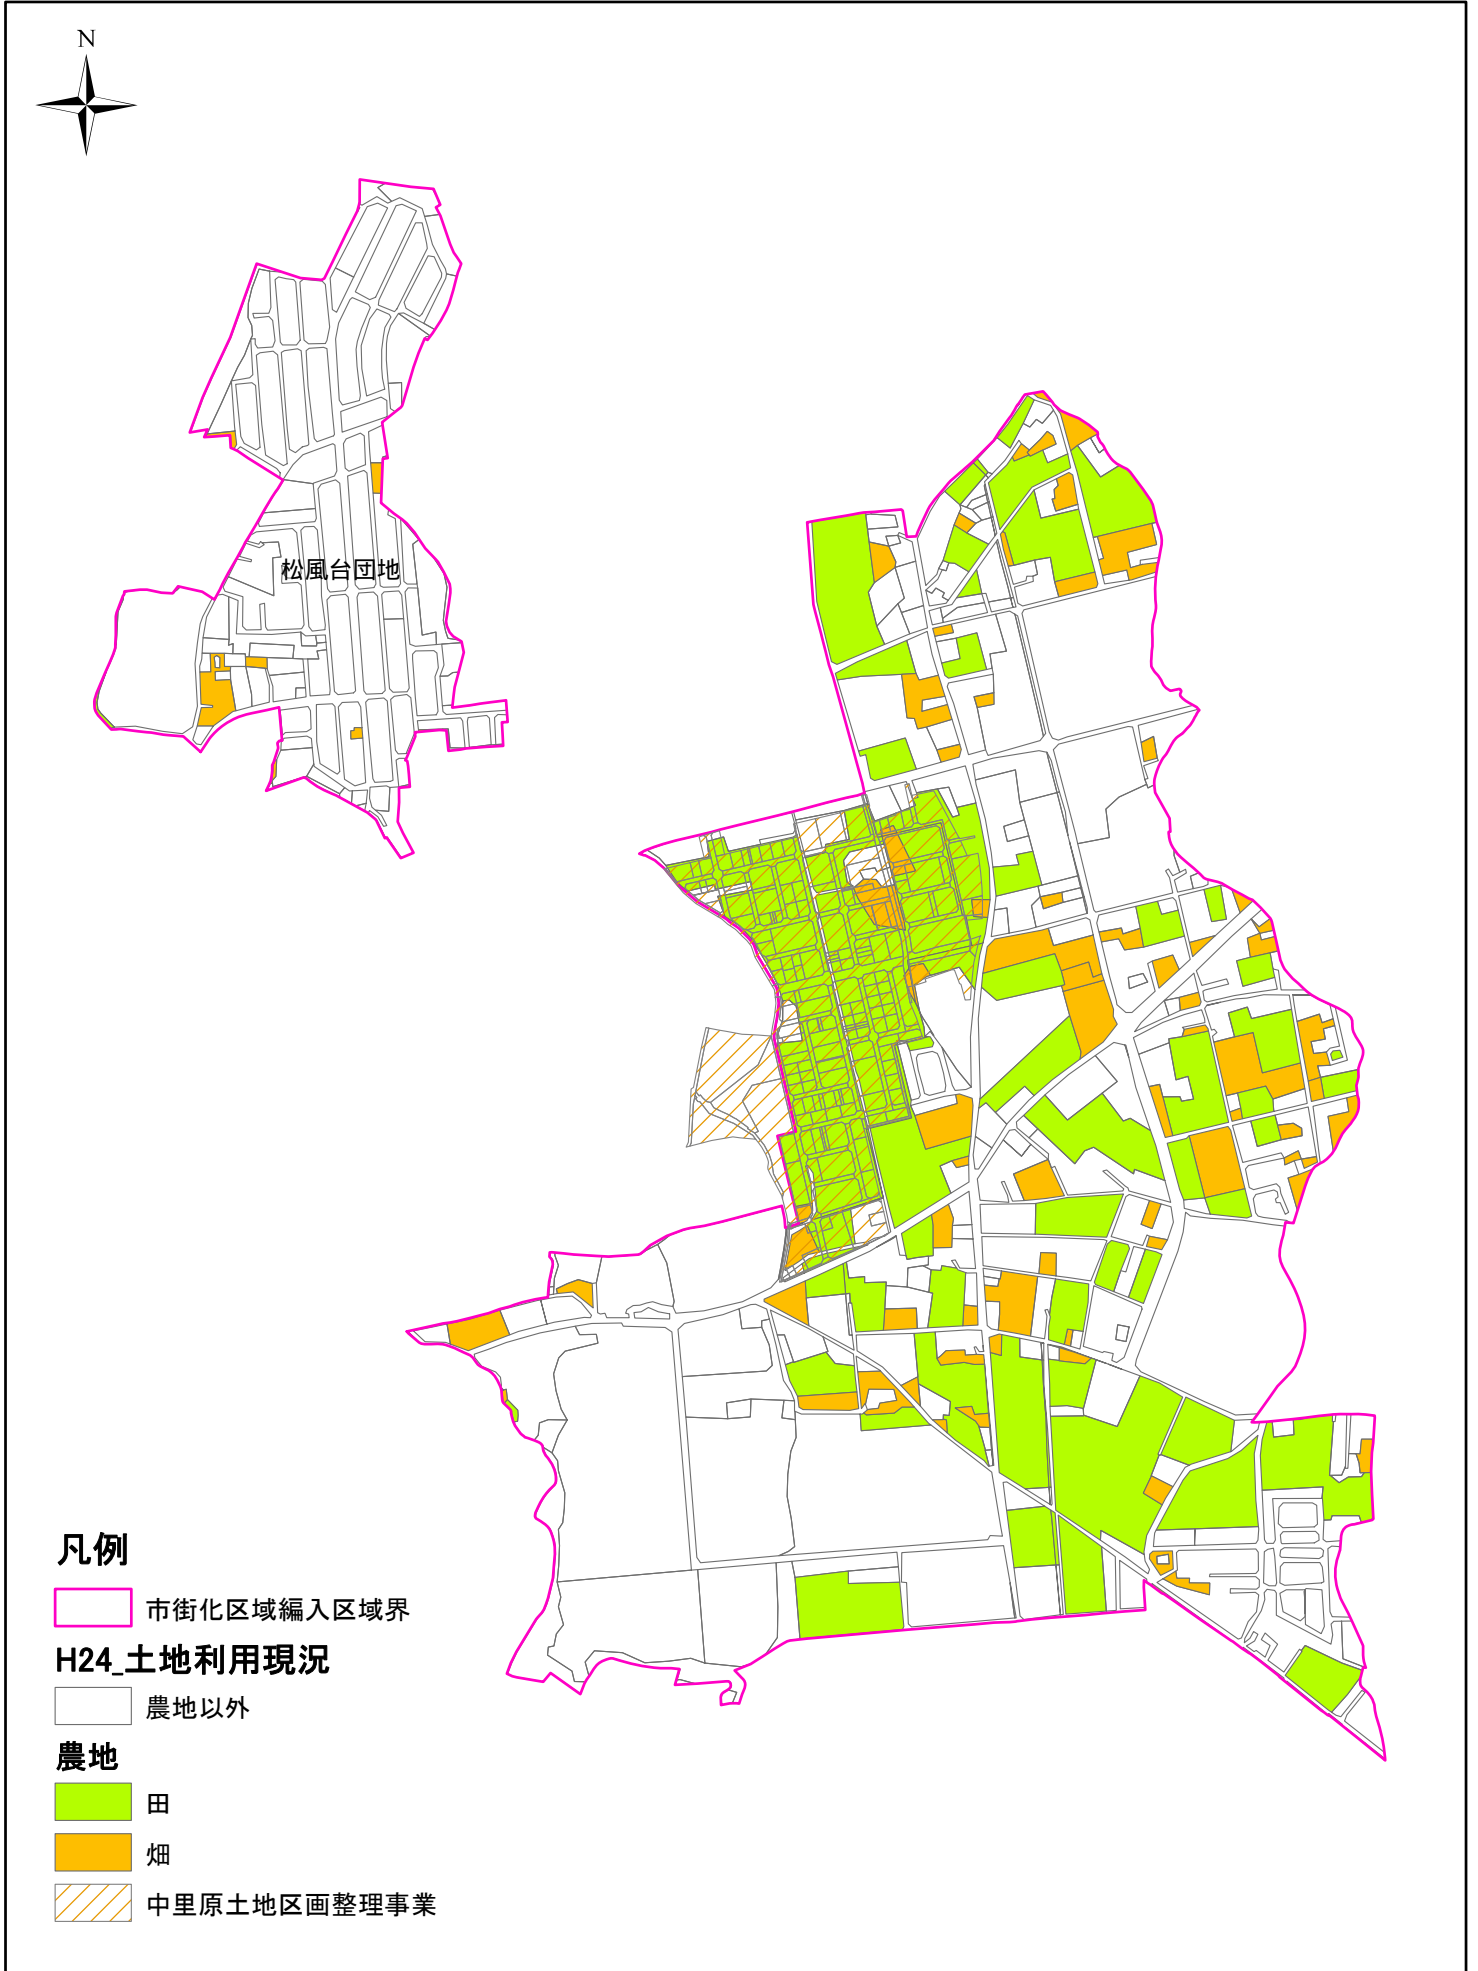 N
松風台団地
凡例
市街化区域編入区域界
H24_土地利用現況
農地以外
農地
田
畑
中里原土地区画整理事業